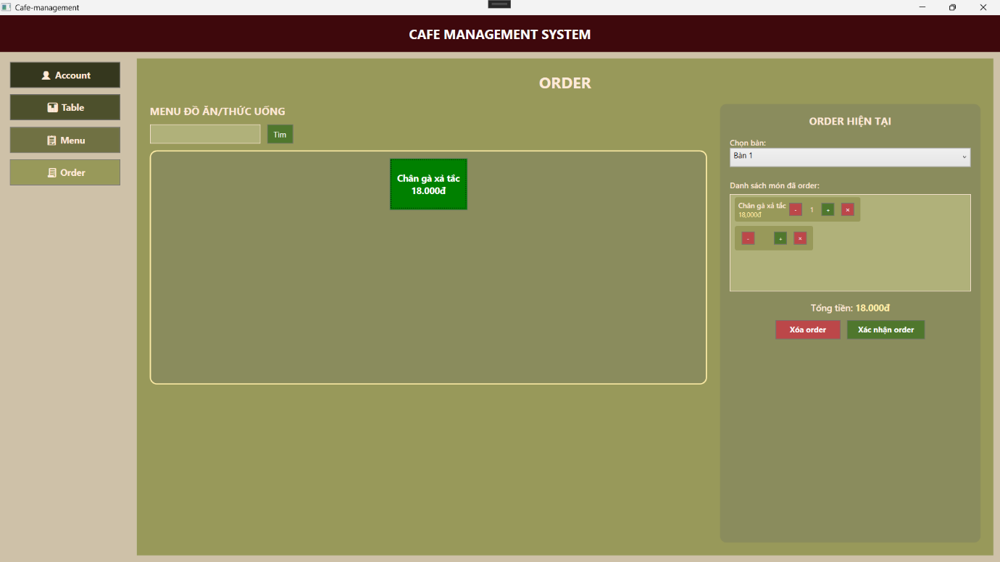 Cafe-management
CAFE MANAGEMENT SYSTEM
Account
Table
Menu
Order
ORDER
MENU ĐỒ ĂN/THỨC UỐNG
Tìm
Chân gà xả tắc
18.000đ
ORDER HIỆN TẠI
Chọn bàn:
Bàn 1
Danh sách món đã order:
Chân gà xả tắc
18,000đ
- 1 + ×
- + ×
Tổng tiền: 18.000đ
Xóa order
Xác nhận order